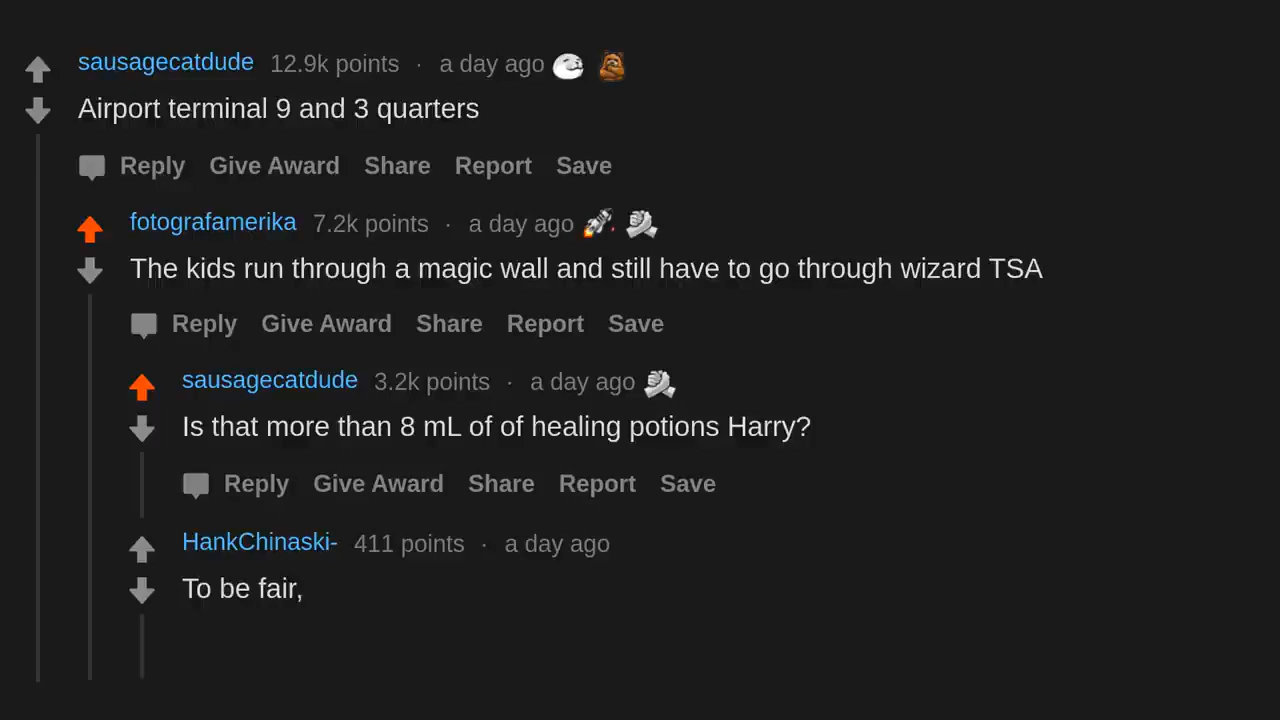 sausagecatdude 12.9k points · a day ago
Airport terminal 9 and 3 quarters
Reply Give Award Share Report Save
fotografamerika 7.2k points · a day ago
The kids run through a magic wall and still have to go through wizard TSA
Reply Give Award Share Report Save
sausagecatdude 3.2k points · a day ago
Is that more than 8 mL of of healing potions Harry?
Reply Give Award Share Report Save
HankChinaski- 411 points · a day ago
To be fair,